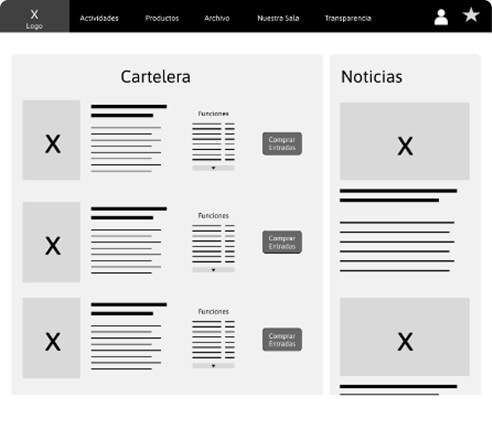 X
Logo
Actividades
Productos
Archivo
Nuestra Sala
Transparencia
Cartelera
X
Funciones
Comprar
Entradas
X
Funciones
Comprar
Entradas
X
Funciones
Comprar
Entradas
Noticias
X
X